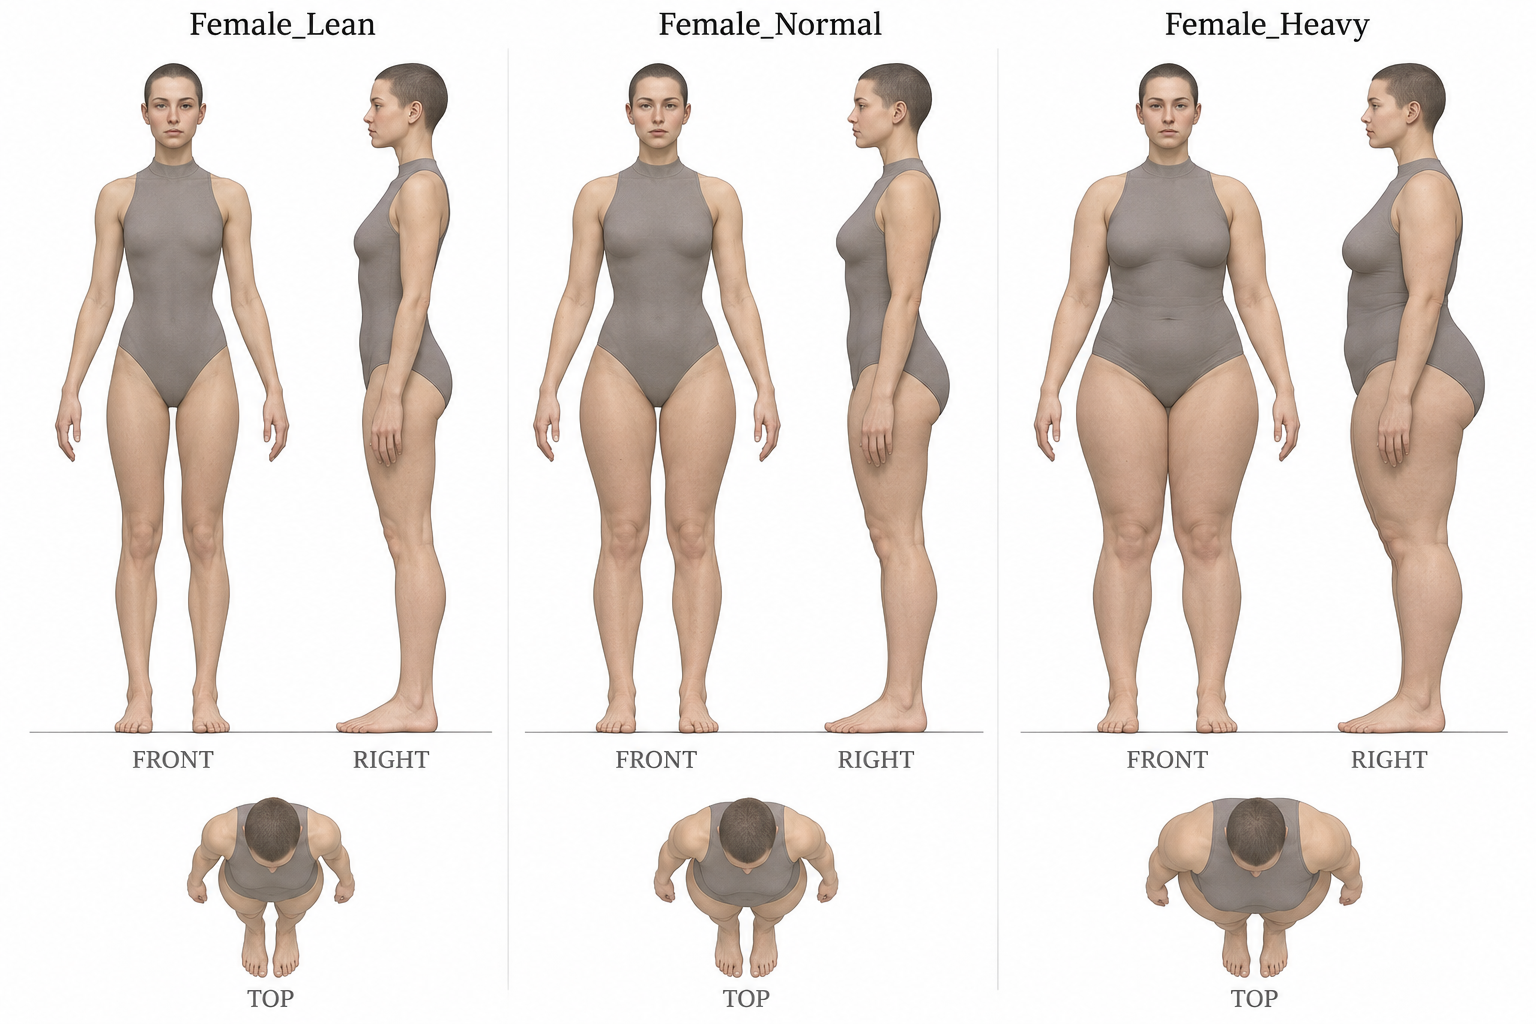 Female_Lean
Female_Normal
Female_Heavy
FRONT
RIGHT
FRONT
RIGHT
FRONT
RIGHT
TOP
TOP
TOP